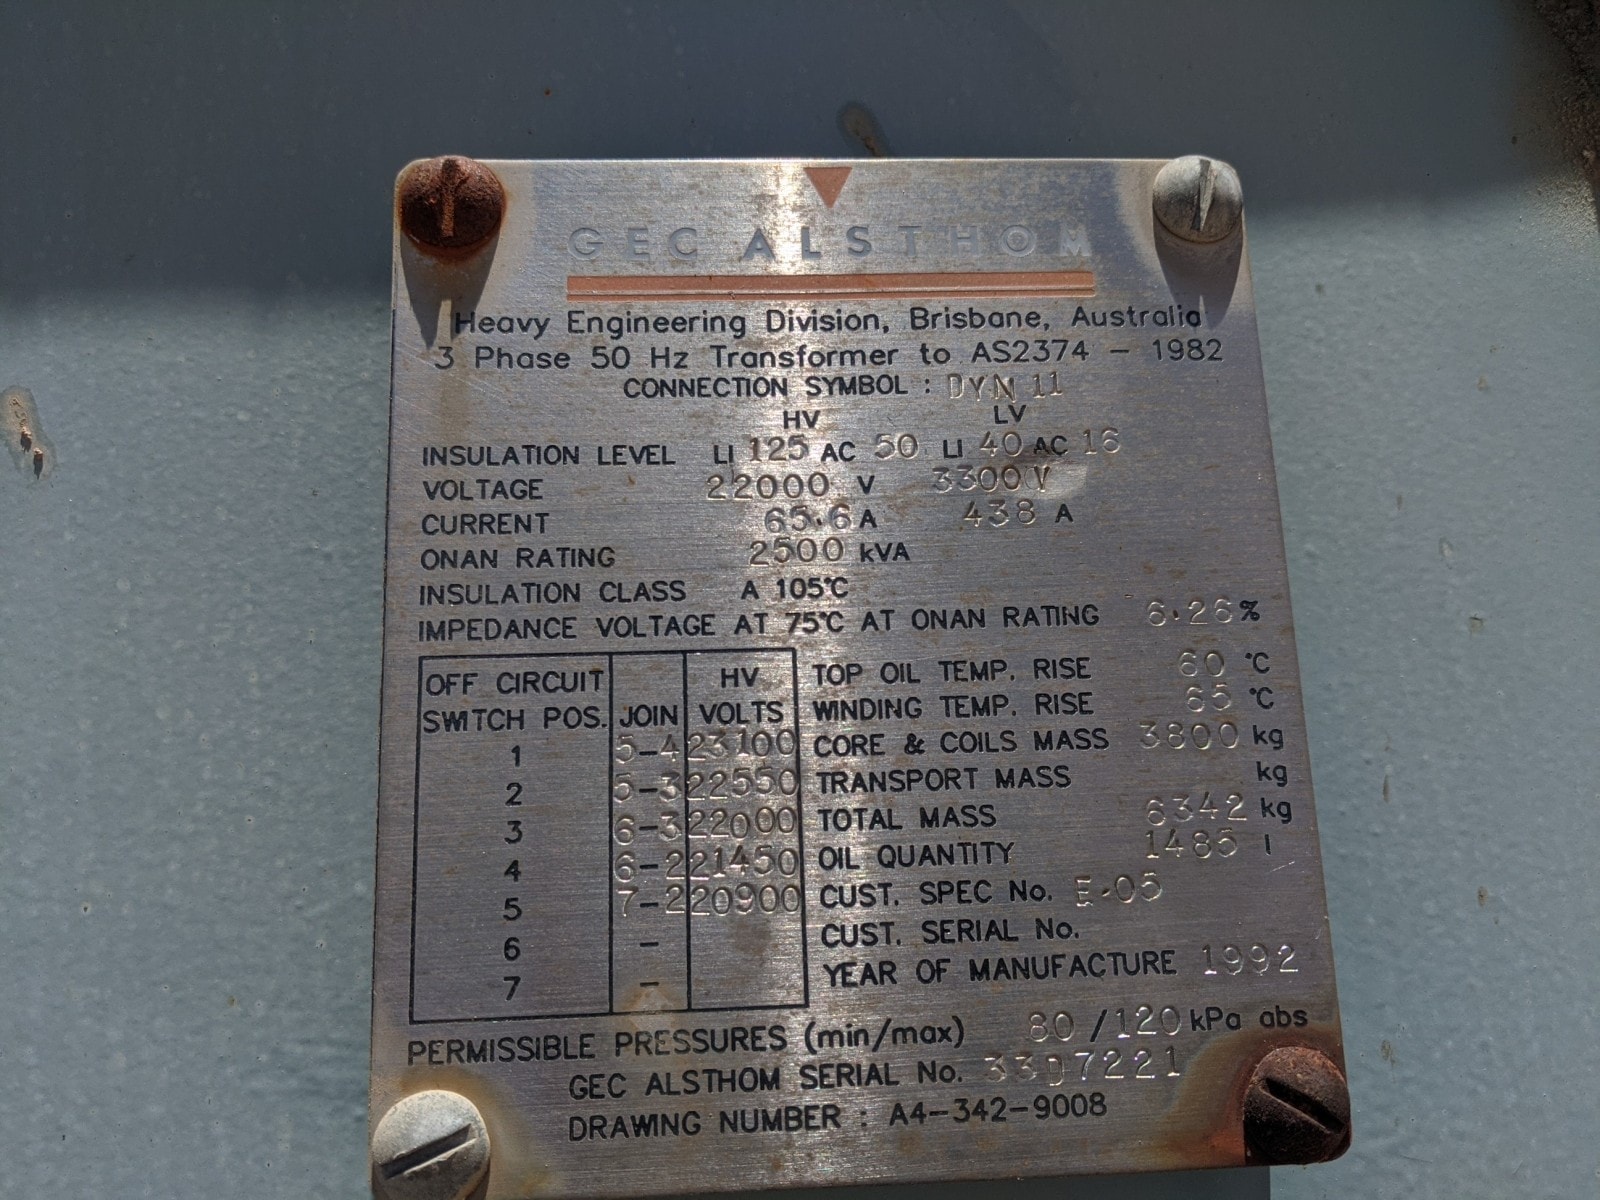 GEC ALSTHOM
Heavy Engineering Division, Brisbane, Australia
3 Phase 50 Hz Transformer to AS2374 - 1982
CONNECTION SYMBOL : DYN 11
HV LV
INSULATION LEVEL LI 125 AC 50 LI 40 AC 16
VOLTAGE 22000 V 3300 V
CURRENT 65.6 A 438 A
ONAN RATING 2500 kVA
INSULATION CLASS A 105°C
IMPEDANCE VOLTAGE AT 75°C AT ONAN RATING 6.26%
OFF CIRCUIT SWITCH POS. JOIN HV VOLTS
1 5-4 23100
2 5-3 22550
3 6-3 22000
4 6-2 21450
5 7-2 20900
6 -
7 -
TOP OIL TEMP. RISE 60 °C
WINDING TEMP. RISE 65 °C
CORE & COILS MASS 3800 kg
TRANSPORT MASS kg
TOTAL MASS 6342 kg
OIL QUANTITY 1485 l
CUST. SPEC No. E-05
CUST. SERIAL No.
YEAR OF MANUFACTURE 1992
PERMISSIBLE PRESSURES (min/max) 80 /120 kPa abs
GEC ALSTHOM SERIAL No. 33D7221
DRAWING NUMBER : A4-342-9008